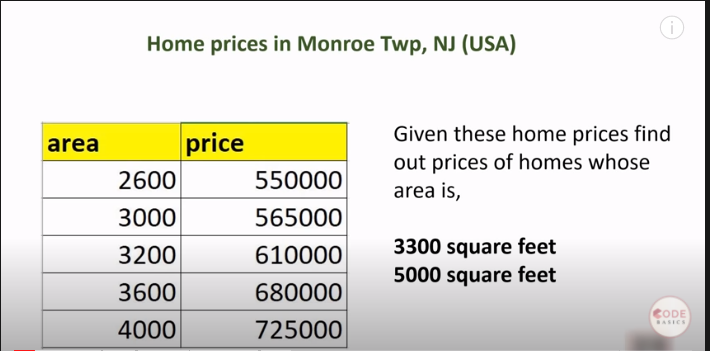 Home prices in Monroe Twp, NJ (USA)
i
area price
2600 550000
3000 565000
3200 610000
3600 680000
4000 725000
Given these home prices find
out prices of homes whose
area is,
3300 square feet
5000 square feet
CODE
BASICS